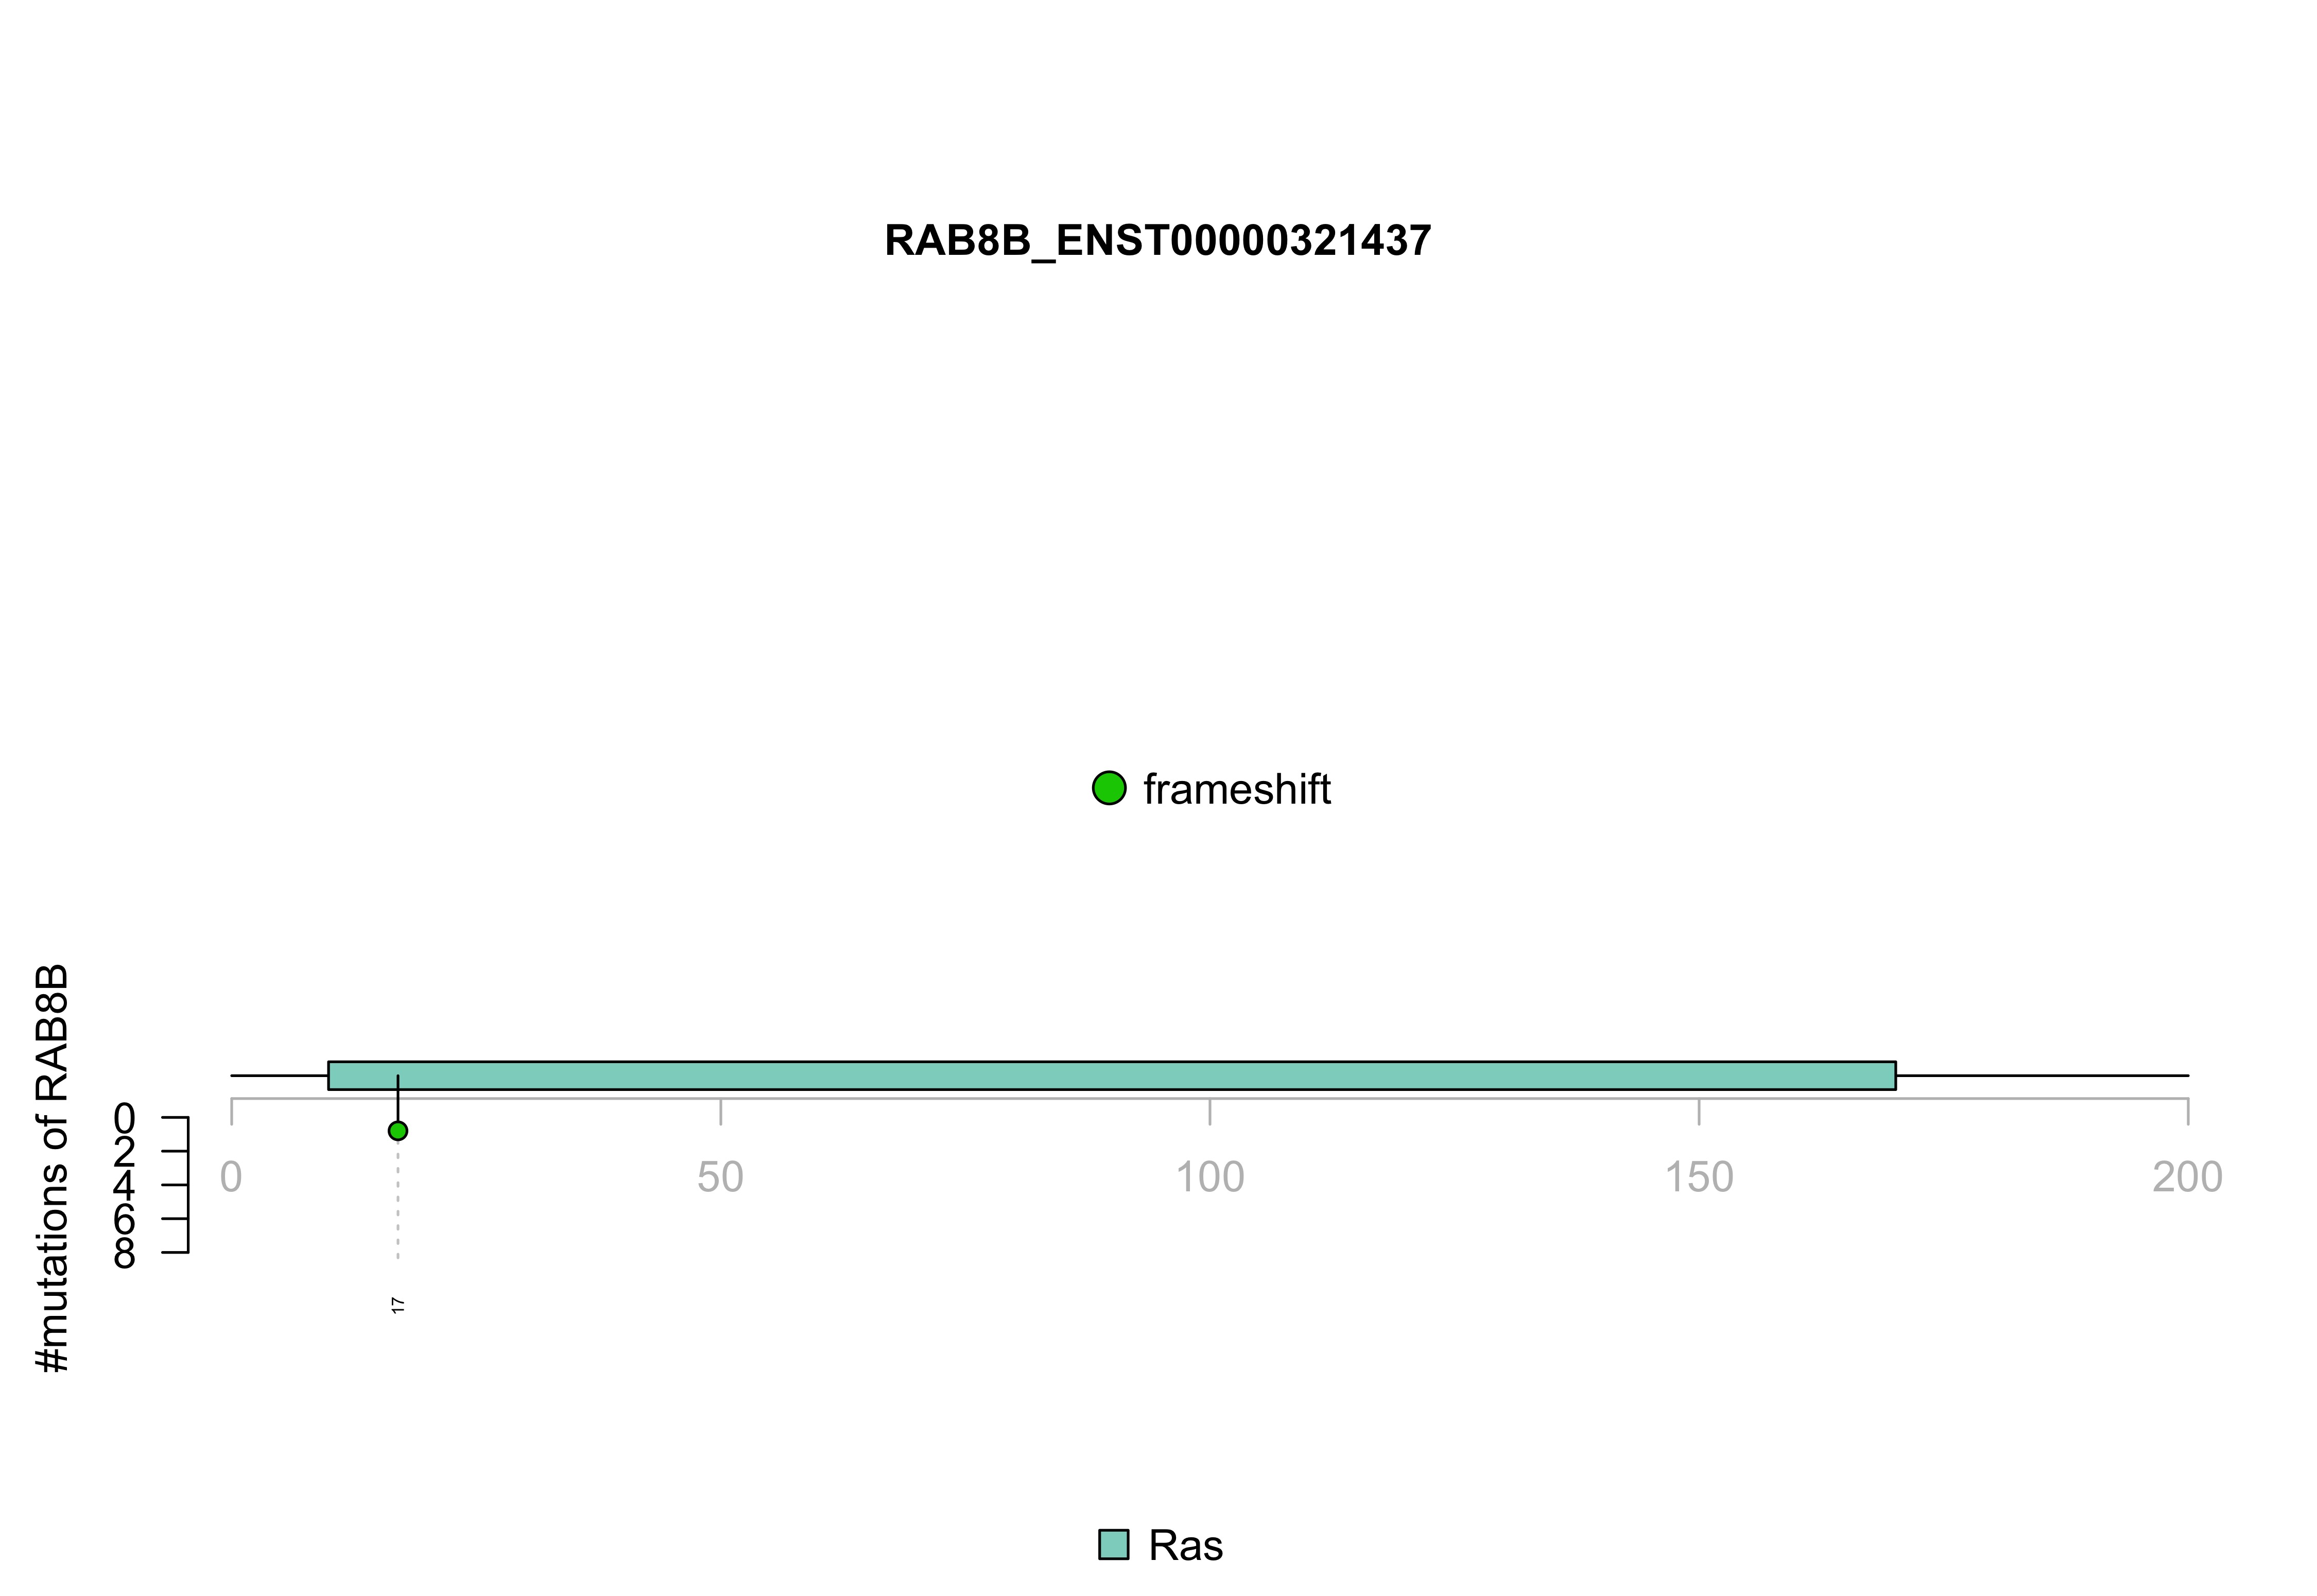 RAB8B_ENST00000321437
frameshift
#mutations of RAB8B
0
2
4
6
8
0 50 100 150 200
17
Ras